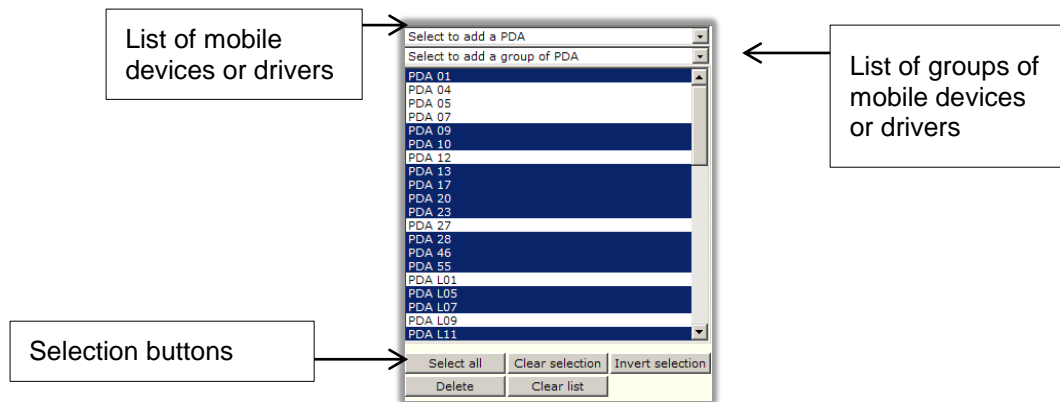 List of mobile
devices or drivers
Select to add a PDA
Select to add a group of PDA
List of groups of
mobile devices
or drivers
PDA 01
PDA 04
PDA 05
PDA 07
PDA 09
PDA 10
PDA 12
PDA 13
PDA 17
PDA 20
PDA 23
PDA 27
PDA 28
PDA 46
PDA 55
PDA L01
PDA L05
PDA L07
PDA L09
PDA L11
Selection buttons
Select all Clear selection Invert selection
Delete Clear list